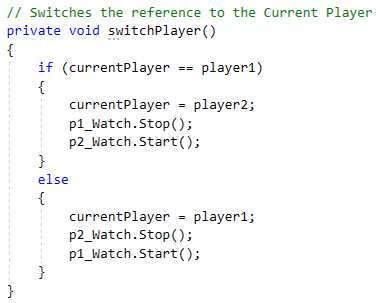 // Switches the reference to the Current Player
private void switchPlayer()
{
    if (currentPlayer == player1)
    {
        currentPlayer = player2;
        p1_Watch.Stop();
        p2_Watch.Start();
    }
    else
    {
        currentPlayer = player1;
        p2_Watch.Stop();
        p1_Watch.Start();
    }
}